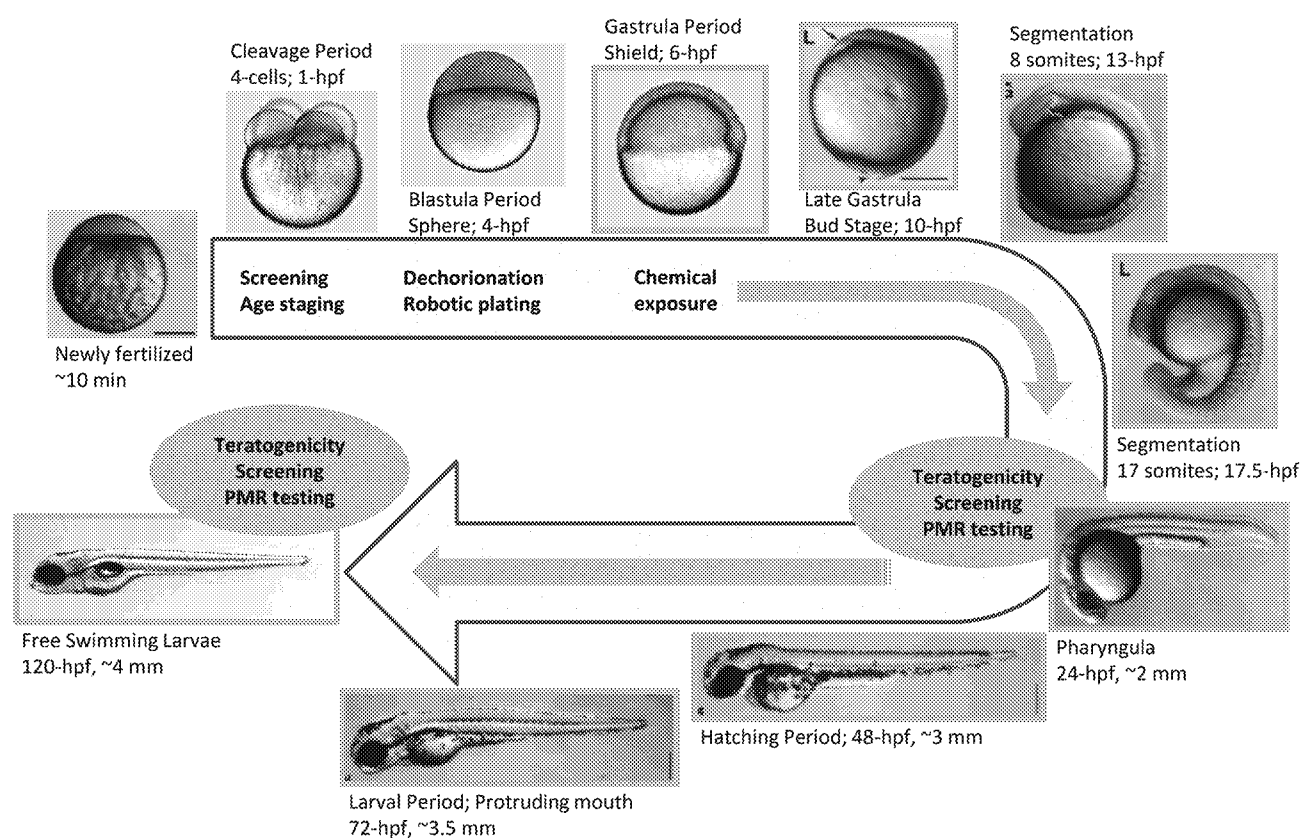 Cleavage Period
4-cells; 1-hpf
Blastula Period
Sphere; 4-hpf
Gastrula Period
Shield; 6-hpf
L
Late Gastrula
Bud Stage; 10-hpf
Segmentation
8 somites; 13-hpf
Newly fertilized
~10 min
Screening
Age staging
Dechorionation
Robotic plating
Chemical
exposure
L
Segmentation
17 somites; 17.5-hpf
Teratogenicity
Screening
PMR testing
Teratogenicity
Screening
PMR testing
Pharyngula
24-hpf, ~2 mm
Hatching Period; 48-hpf, ~3 mm
Larval Period; Protruding mouth
72-hpf, ~3.5 mm
Free Swimming Larvae
120-hpf, ~4 mm